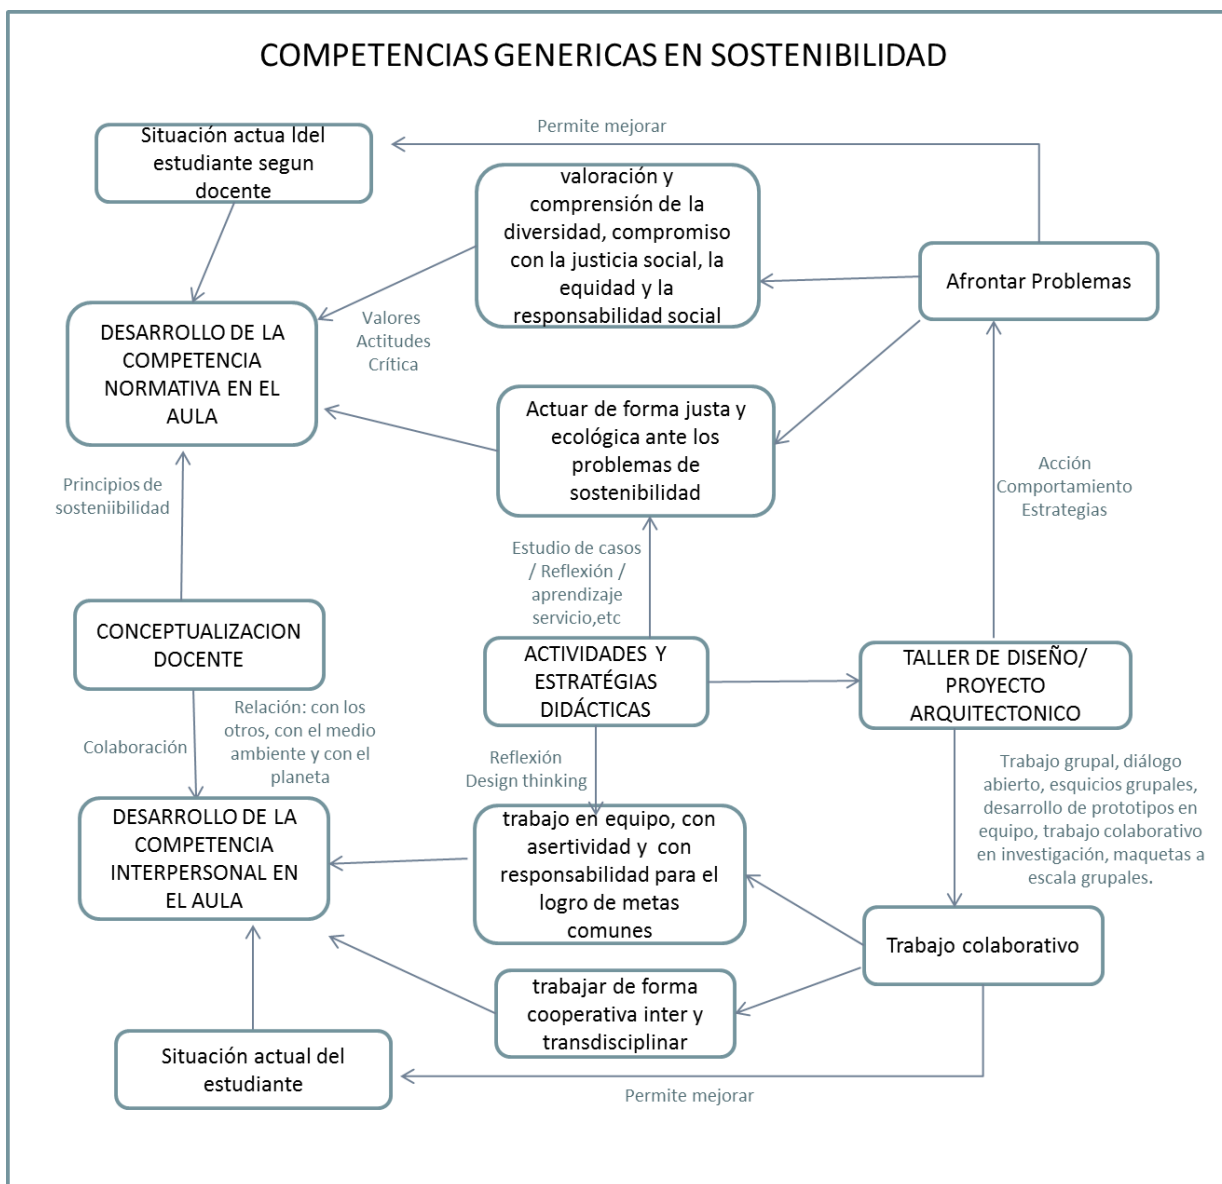 COMPETENCIAS GENERICAS EN SOSTENIBILIDAD
Permite mejorar
Situación actua ldel
estudiante segun
docente
valoración y
comprensión de la
diversidad, compromiso
con la justicia social, la
equidad y la
responsabilidad social
Afrontar Problemas
DESARROLLO DE LA
COMPETENCIA
NORMATIVA EN EL
AULA
Valores
Actitudes
Crítica
Actuar de forma justa y
ecológica ante los
problemas de
sostenibilidad
Acción
Comportamiento
Estrategias
Principios de
sosteniibilidad
Estudio de casos
/ Reflexión /
aprendizaje
servicio,etc
CONCEPTUALIZACION
DOCENTE
ACTIVIDADES Y
ESTRATÉGIAS
DIDÁCTICAS
TALLER DE DISEÑO/
PROYECTO
ARQUITECTONICO
Colaboración
Relación: con los
otros, con el medio
ambiente y con el
planeta
Reflexión
Design thinking
Trabajo grupal, diálogo
abierto, esquicios grupales,
desarrollo de prototipos en
equipo, trabajo colaborativo
en investigación, maquetas a
escala grupales.
DESARROLLO DE LA
COMPETENCIA
INTERPERSONAL EN
EL AULA
trabajo en equipo, con
asertividad y con
responsabilidad para el
logro de metas
comunes
Trabajo colaborativo
trabajar de forma
cooperativa inter y
transdisciplinar
Situación actual del
estudiante
Permite mejorar